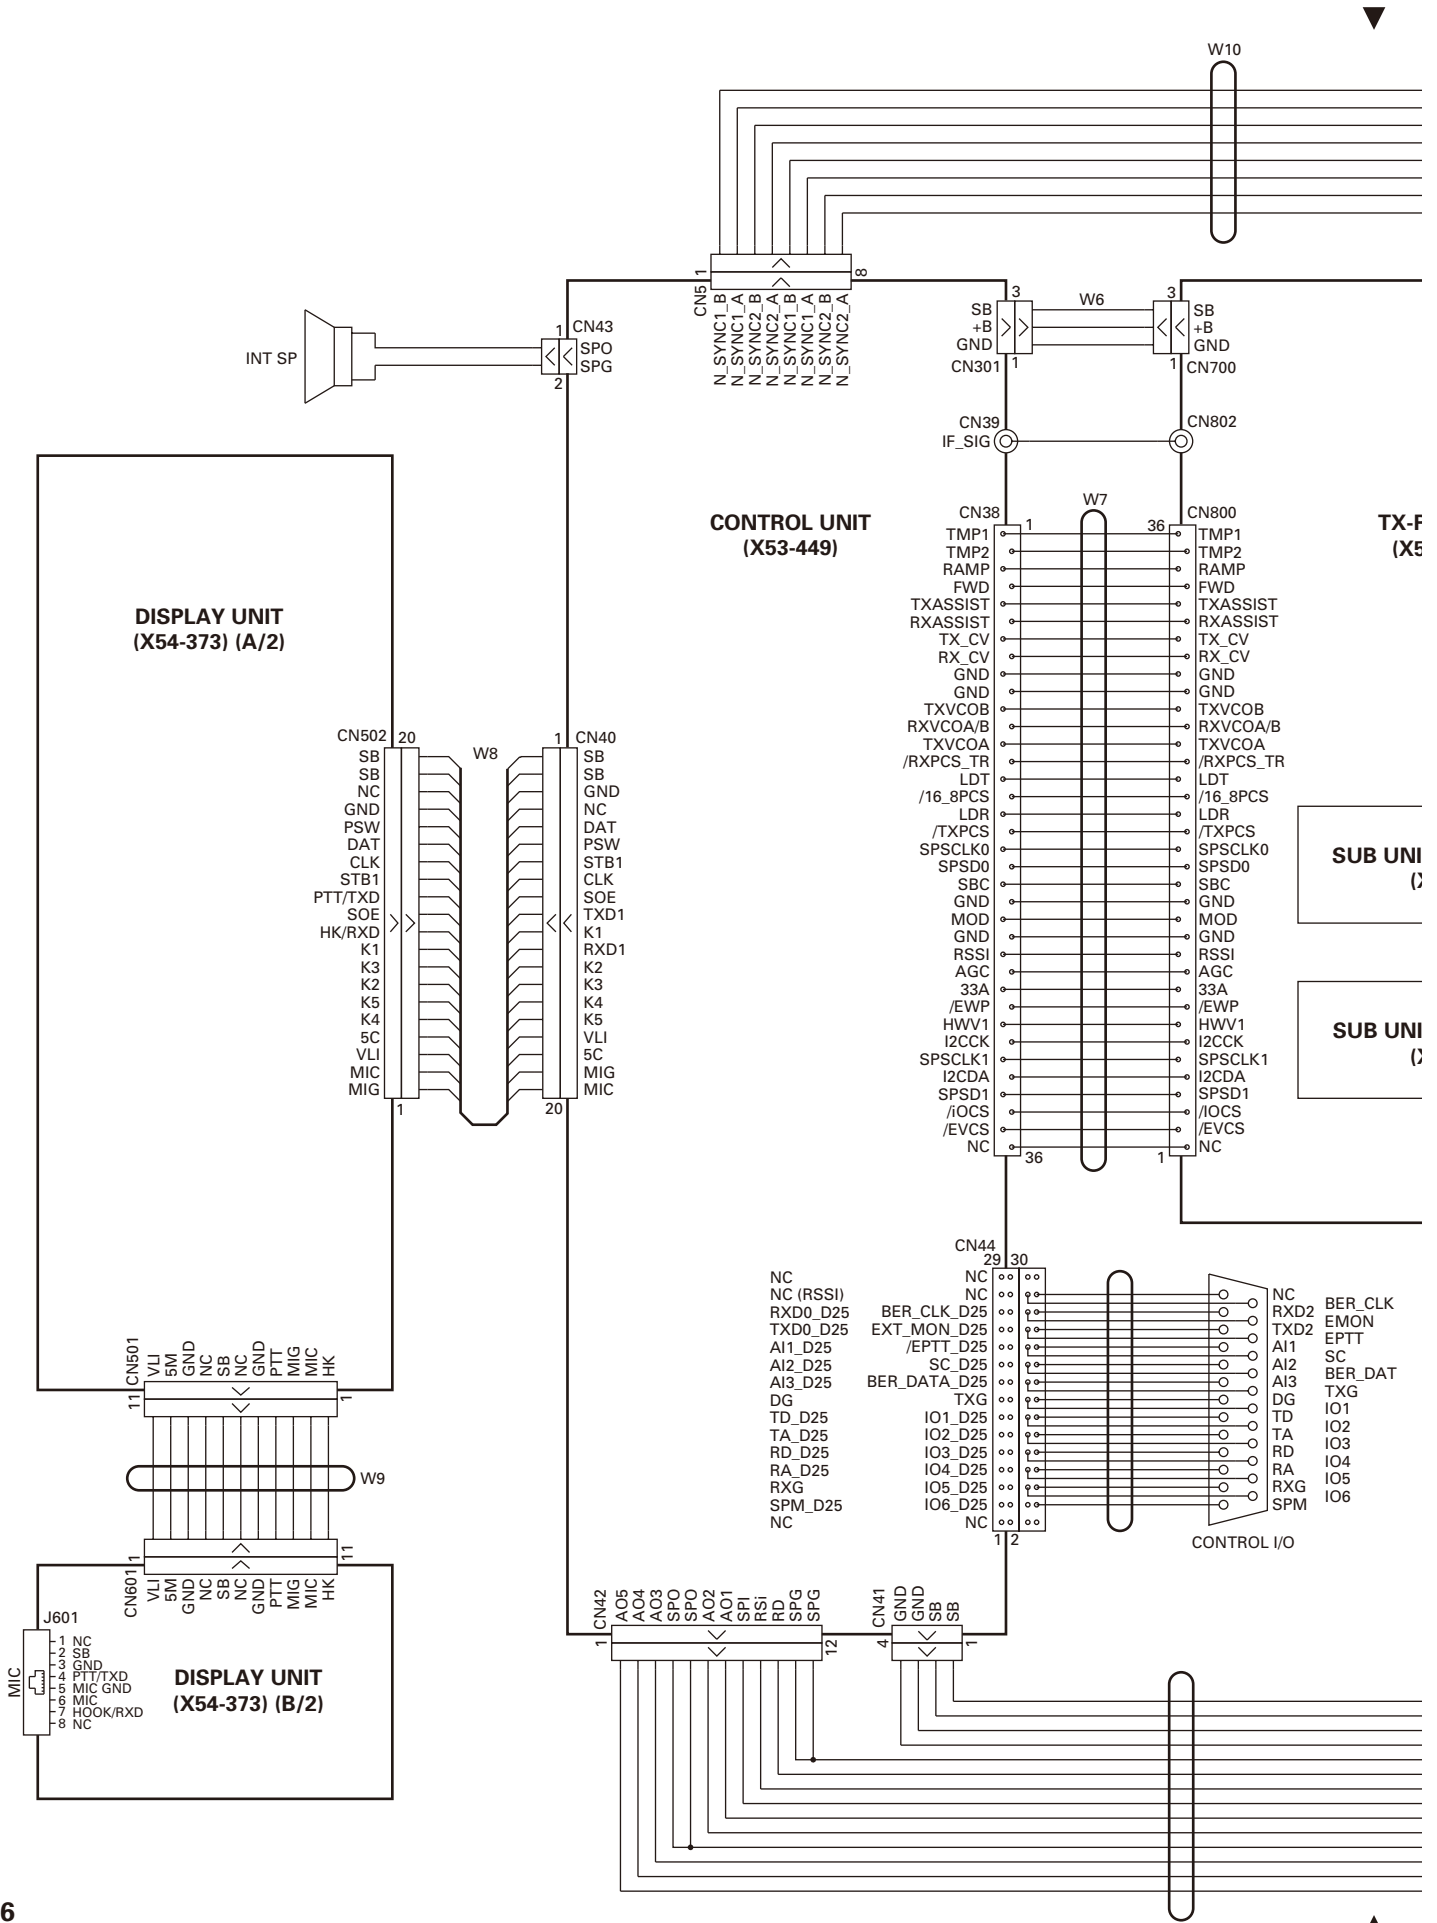 W10
1
8
CN5
N_SYNC1_B
N_SYNC1_A
N_SYNC2_B
N_SYNC2_A
N_SYNC1_B
N_SYNC1_A
N_SYNC2_B
N_SYNC2_A
INT SP
1
CN43
SPO
SPG
2
3
SB
+B
GND
CN301
1
W6
3
SB
+B
GND
1
CN700
CN39
IF_SIG
CN802
CONTROL UNIT
(X53-449)
TX-
(X5
DISPLAY UNIT
(X54-373) (A/2)
W7
CN38
1
TMP1
TMP2
RAMP
FWD
TXASSIST
RXASSIST
TX_CV
RX_CV
GND
GND
TXVCOB
RXVCOA/B
TXVCOA
/RXPCS_TR
LDT
/16_8PCS
LDR
/TXPCS
SPSCLK0
SPSD0
SBC
GND
MOD
GND
RSSI
AGC
33A
/EWP
HWV1
I2CCK
SPSCLK1
I2CDA
SPSD1
/iOCS
/EVCS
NC
36
CN800
36
TMP1
TMP2
RAMP
FWD
TXASSIST
RXASSIST
TX_CV
RX_CV
GND
GND
TXVCOB
RXVCOA/B
TXVCOA
/RXPCS_TR
LDT
/16_8PCS
LDR
/TXPCS
SPSCLK0
SPSD0
SBC
GND
MOD
GND
RSSI
AGC
33A
/EWP
HWV1
I2CCK
SPSCLK1
I2CDA
SPSD1
/IOCS
/EVCS
NC
1
SUB UNI
SUB UNI
CN502
20
SB
SB
NC
GND
PSW
DAT
CLK
STB1
PTT/TXD
SOE
HK/RXD
K1
K3
K2
K5
K4
5C
VLI
MIC
MIG
1
W8
1
CN40
SB
SB
GND
NC
DAT
PSW
STB1
CLK
SOE
TXD1
K1
RXD1
K2
K3
K4
K5
VLI
5C
MIG
MIC
20
CN44
29 30
NC
NC (RSSI)
RXD0_D25
TXD0_D25
AI1_D25
AI2_D25
AI3_D25
DG
TD_D25
TA_D25
RD_D25
RA_D25
RXG
SPM_D25
NC
NC
NC
BER_CLK_D25
EXT_MON_D25
/EPTT_D25
SC_D25
BER_DATA_D25
TXG
IO1_D25
IO2_D25
IO3_D25
IO4_D25
IO5_D25
IO6_D25
NC
1 2
NC
RXD2
TXD2
AI1
AI2
AI3
DG
TD
TA
RD
RA
RXG
SPM
BER_CLK
EMON
EPTT
SC
BER_DAT
TXG
IO1
IO2
IO3
IO4
IO5
IO6
CONTROL I/O
CN501
11
VLI
5M
GND
NC
SB
NC
GND
PTT
MIG
MIC
HK
1
W9
CN601
1
VLI
5M
GND
NC
SB
NC
GND
PTT
MIG
MIC
HK
11
J601
MIC
1 NC
2 SB
3 GND
4 PTT/TXD
5 MIC GND
6 MIC
7 HOOK/RXD
8 NC
DISPLAY UNIT
(X54-373) (B/2)
CN42
1
AO5
AO4
AO3
SPO
SPO
AO2
AO1
SPI
RSi
RD
SPG
SPG
12
CN41
4
GND
GND
SB
SB
1
6